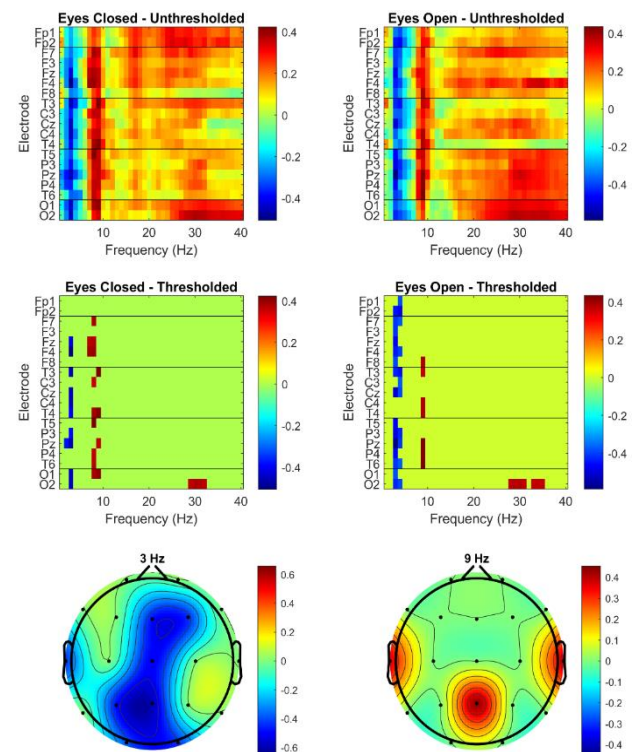 Eyes Closed - Unthresholded
Electrode
Fp1
Fp2
F7
F3
Fz
F4
F8
T3
C3
Cz
C4
T4
T5
P3
Pz
P4
T6
O1
O2
10 20 30 40
Frequency (Hz)
0.4
0.2
0
-0.2
-0.4
Eyes Open - Unthresholded
Electrode
Fp1
Fp2
F7
F3
Fz
F4
F8
T3
C3
Cz
C4
T4
T5
P3
Pz
P4
T6
O1
O2
10 20 30 40
Frequency (Hz)
0.4
0.2
0
-0.2
-0.4
Eyes Closed - Thresholded
Electrode
Fp1
Fp2
F7
F3
Fz
F4
F8
T3
C3
Cz
C4
T4
T5
P3
Pz
P4
T6
O1
O2
10 20 30 40
Frequency (Hz)
0.4
0.2
0
-0.2
-0.4
Eyes Open - Thresholded
Electrode
Fp1
Fp2
F7
F3
Fz
F4
F8
T3
C3
Cz
C4
T4
T5
P3
Pz
P4
T6
O1
O2
10 20 30 40
Frequency (Hz)
0.4
0.2
0
-0.2
-0.4
3 Hz
0.6
0.4
0.2
0
-0.2
-0.4
-0.6
9 Hz
0.4
0.3
0.2
0.1
0
-0.1
-0.2
-0.3
-0.4